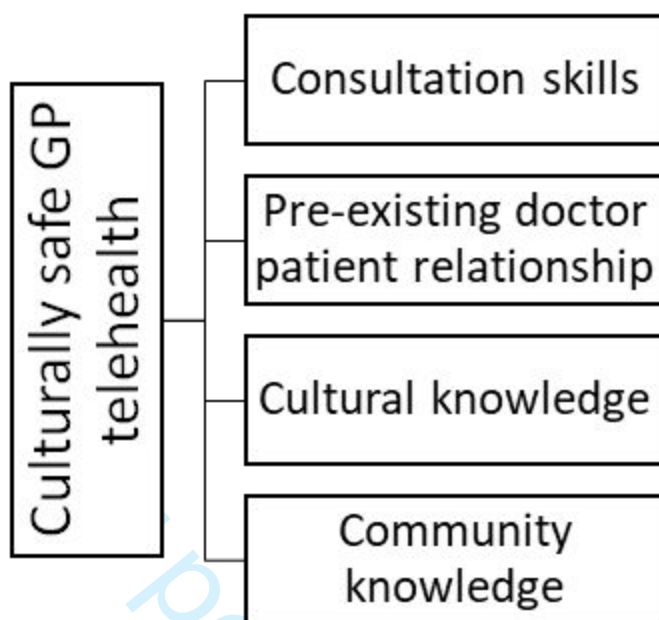 Culturally safe GP
telehealth
Consultation skills
Pre-existing doctor
patient relationship
Cultural knowledge
Community
knowledge